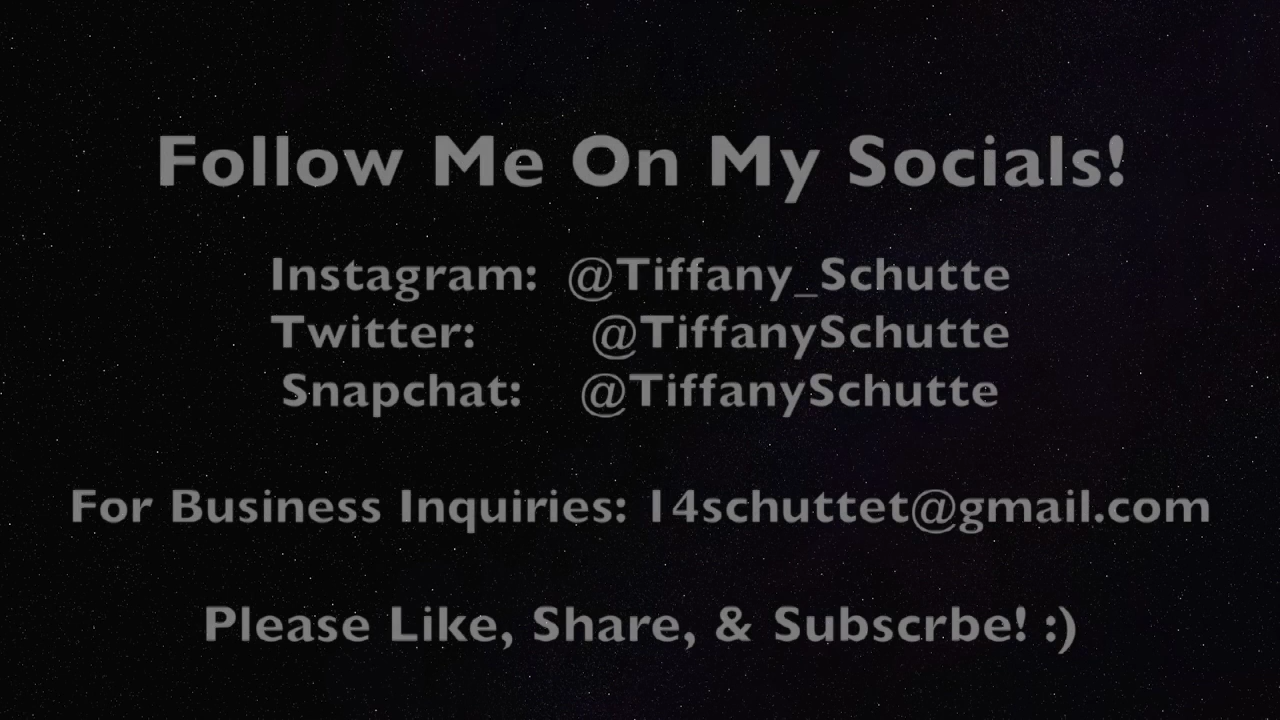 Follow Me On My Socials!
Instagram: @Tiffany_Schutte
Twitter: @TiffanySchutte
Snapchat: @TiffanySchutte
For Business Inquiries: 14schuttet@gmail.com
Please Like, Share, & Subscrbe! :)